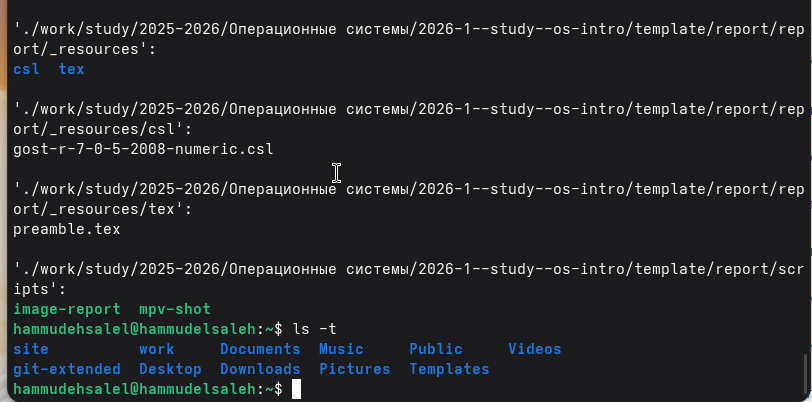 './work/study/2025-2026/Операционные системы/2026-1--study--os-intro/template/report/rep
ort/_resources':
csl  tex
'./work/study/2025-2026/Операционные системы/2026-1--study--os-intro/template/report/rep
ort/_resources/csl':
gost-r-7-0-5-2008-numeric.csl
'./work/study/2025-2026/Операционные системы/2026-1--study--os-intro/template/report/rep
ort/_resources/tex':
preamble.tex
'./work/study/2025-2026/Операционные системы/2026-1--study--os-intro/template/report/scr
ipts':
image-report  mpv-shot
hammudehsalel@hammudelsaleh:~$ ls -t
site          work     Documents  Music     Public     Videos
git-extended  Desktop  Downloads  Pictures  Templates
hammudehsalel@hammudelsaleh:~$